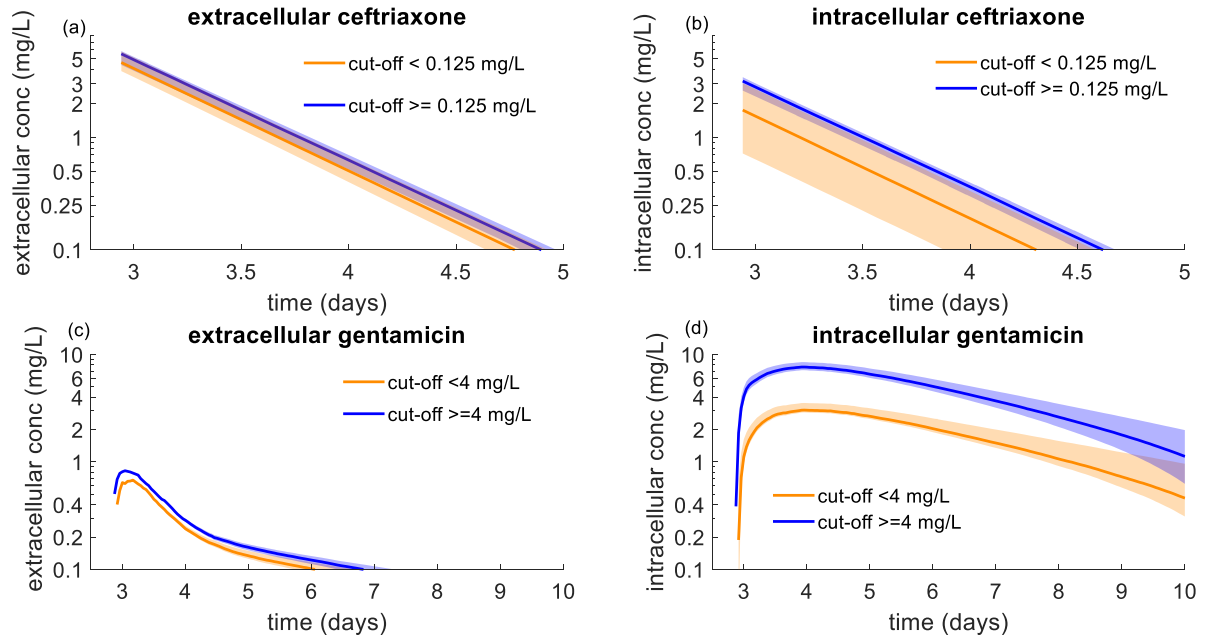 (a)
extracellular ceftriaxone
extracellular conc (mg/L)
5
3
2
1
0.5
0.25
0.1
cut-off < 0.125 mg/L
cut-off >= 0.125 mg/L
3
3.5
4
4.5
5
time (days)
(b)
intracellular ceftriaxone
intracellular conc (mg/L)
5
3
2
1
0.5
0.25
0.1
cut-off < 0.125 mg/L
cut-off >= 0.125 mg/L
3
3.5
4
4.5
5
time (days)
(c)
extracellular gentamicin
extracellular conc (mg/L)
10
6
4
2
1
0.4
0.2
0.1
cut-off <4 mg/L
cut-off >=4 mg/L
3
4
5
6
7
8
9
10
time (days)
(d)
intracellular gentamicin
intracellular conc (mg/L)
10
6
4
2
1
0.4
0.2
0.1
cut-off <4 mg/L
cut-off >=4 mg/L
3
4
5
6
7
8
9
10
time (days)